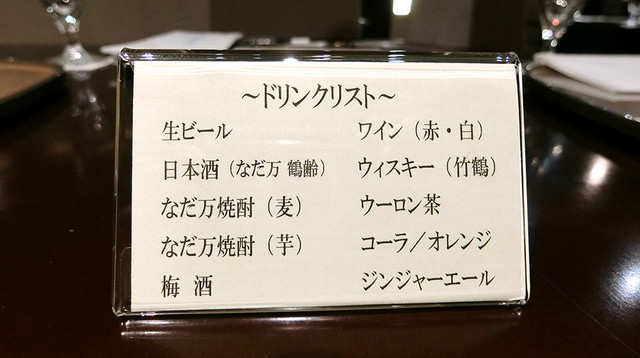 ～ドリンクリスト～
生ビール
日本酒（なだ万 鶴齢）
なだ万焼酎（麦）
なだ万焼酎（芋）
梅 酒
ワイン（赤・白）
ウィスキー（竹鶴）
ウーロン茶
コーラ／オレンジ
ジンジャーエール